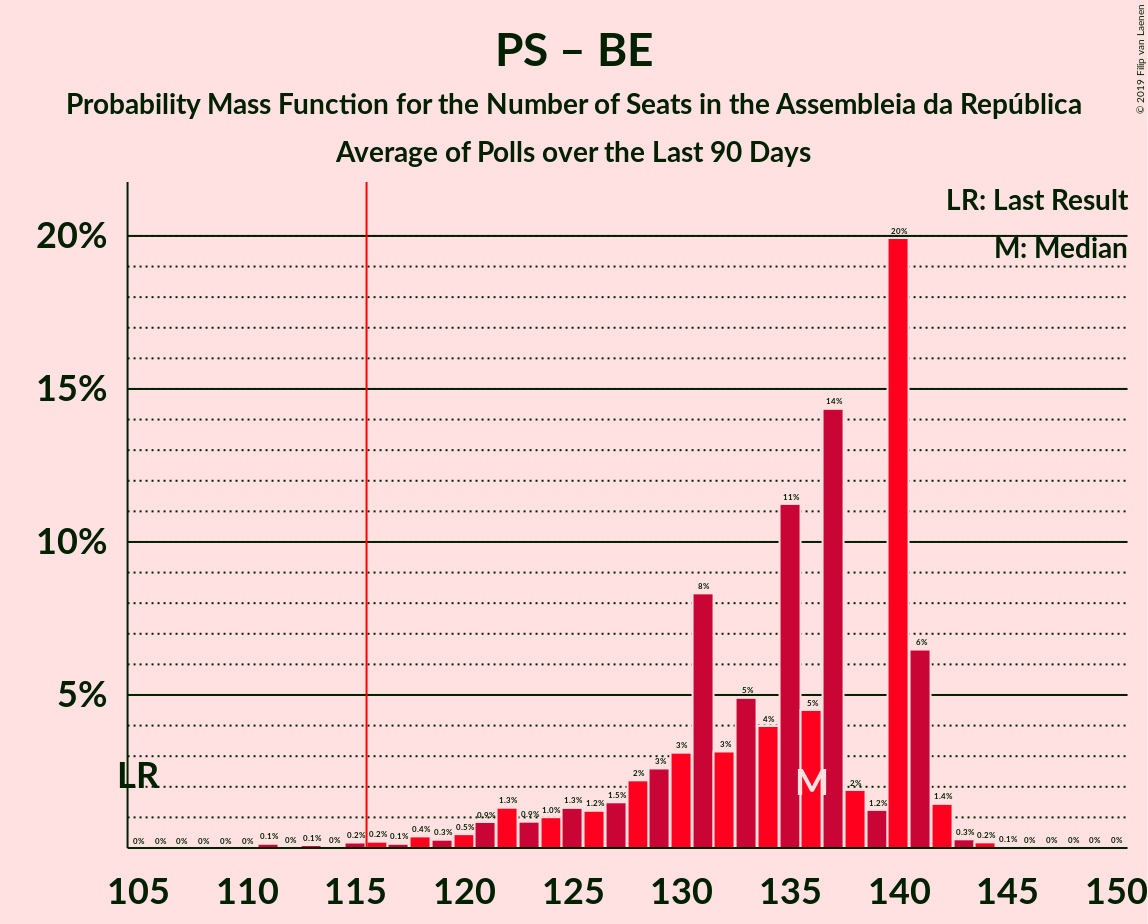 PS – BE
Probability Mass Function for the Number of Seats in the Assembleia da República
Average of Polls over the Last 90 Days
© 2019 Filip van Laenen
LR: Last Result
M: Median
20%
15%
10%
5%
LR
M
0% 0% 0% 0% 0% 0% 0.1% 0% 0.1% 0% 0.2% 0.2% 0.1% 0.4% 0.3% 0.5% 0.9% 1.3% 0.9% 1.0% 1.3% 1.2% 1.5% 2% 3% 3% 8% 3% 5% 4% 11% 5% 14% 2% 1.2% 20% 6% 1.4% 0.3% 0.2% 0.1% 0% 0% 0% 0% 0%
105 110 115 120 125 130 135 140 145 150